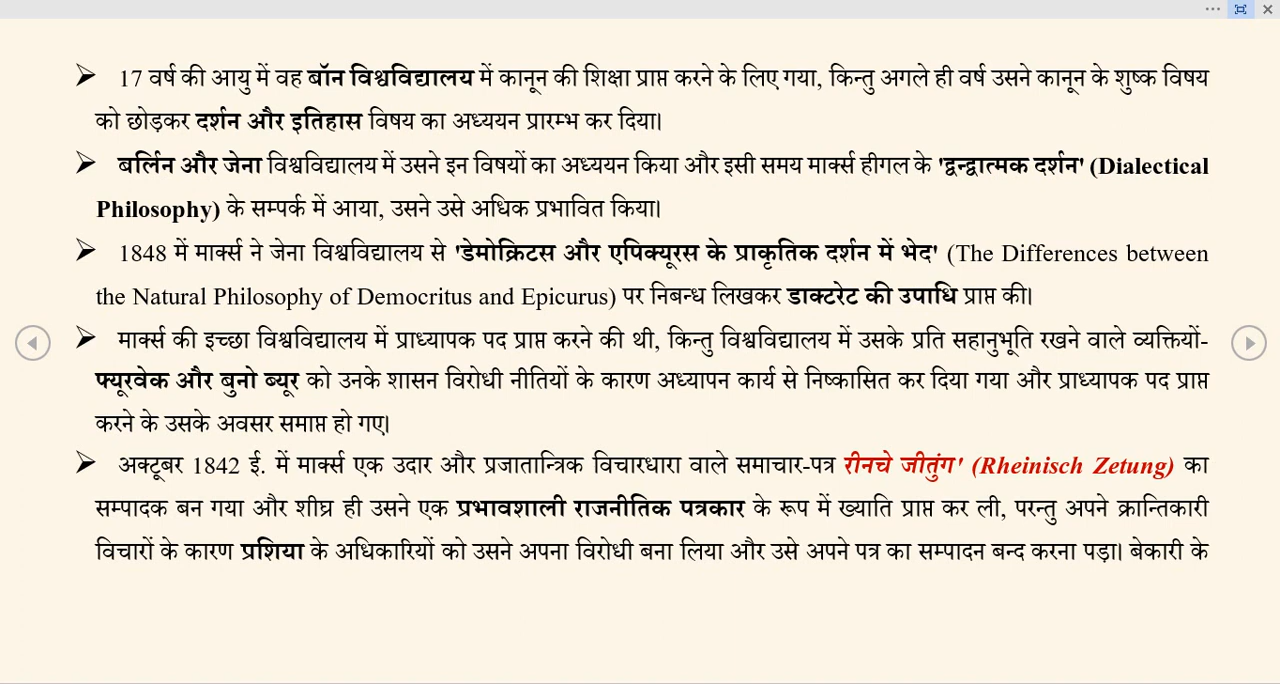 ➢ 17 वर्ष की आयु में वह बॉन विश्वविद्यालय में कानून की शिक्षा प्राप्त करने के लिए गया, किन्तु अगले ही वर्ष उसने कानून के शुष्क विषय
को छोड़कर दर्शन और इतिहास विषय का अध्ययन प्रारम्भ कर दिया।
➢ बर्लिन और जेना विश्वविद्यालय में उसने इन विषयों का अध्ययन किया और इसी समय मार्क्स हीगल के 'द्वन्द्वात्मक दर्शन' (Dialectical
Philosophy) के सम्पर्क में आया, उसने उसे अधिक प्रभावित किया।
➢ 1848 में मार्क्स ने जेना विश्वविद्यालय से 'डेमोक्रिटस और एपिक्यूरस के प्राकृतिक दर्शन में भेद' (The Differences between
the Natural Philosophy of Democritus and Epicurus) पर निबन्ध लिखकर डाक्टरेट की उपाधि प्राप्त की।
➢ मार्क्स की इच्छा विश्वविद्यालय में प्राध्यापक पद प्राप्त करने की थी, किन्तु विश्वविद्यालय में उसके प्रति सहानुभूति रखने वाले व्यक्तियों-
फ्यूरवेक और बुनो ब्यूर को उनके शासन विरोधी नीतियों के कारण अध्यापन कार्य से निष्कासित कर दिया गया और प्राध्यापक पद प्राप्त
करने के उसके अवसर समाप्त हो गए।
➢ अक्टूबर 1842 ई. में मार्क्स एक उदार और प्रजातान्त्रिक विचारधारा वाले समाचार-पत्र रीनचे जीतुंग' (Rheinisch Zetung) का
सम्पादक बन गया और शीघ्र ही उसने एक प्रभावशाली राजनीतिक पत्रकार के रूप में ख्याति प्राप्त कर ली, परन्तु अपने क्रान्तिकारी
विचारों के कारण प्रशिया के अधिकारियों को उसने अपना विरोधी बना लिया और उसे अपने पत्र का सम्पादन बन्द करना पड़ा। बेकारी के